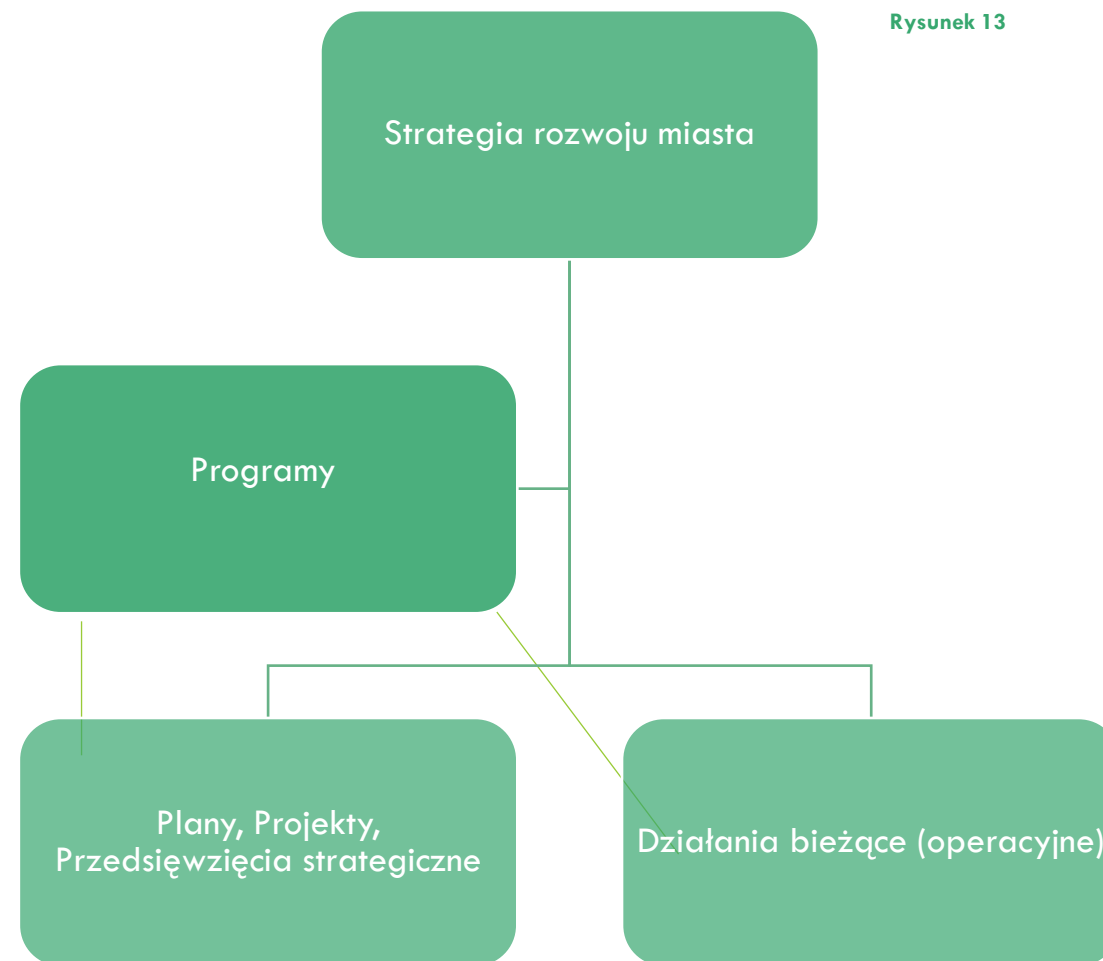 Rysunek 13
Strategia rozwoju miasta
Programy
Plany, Projekty,
Przedsięwzięcia strategiczne
Działania bieżące (operacyjne)